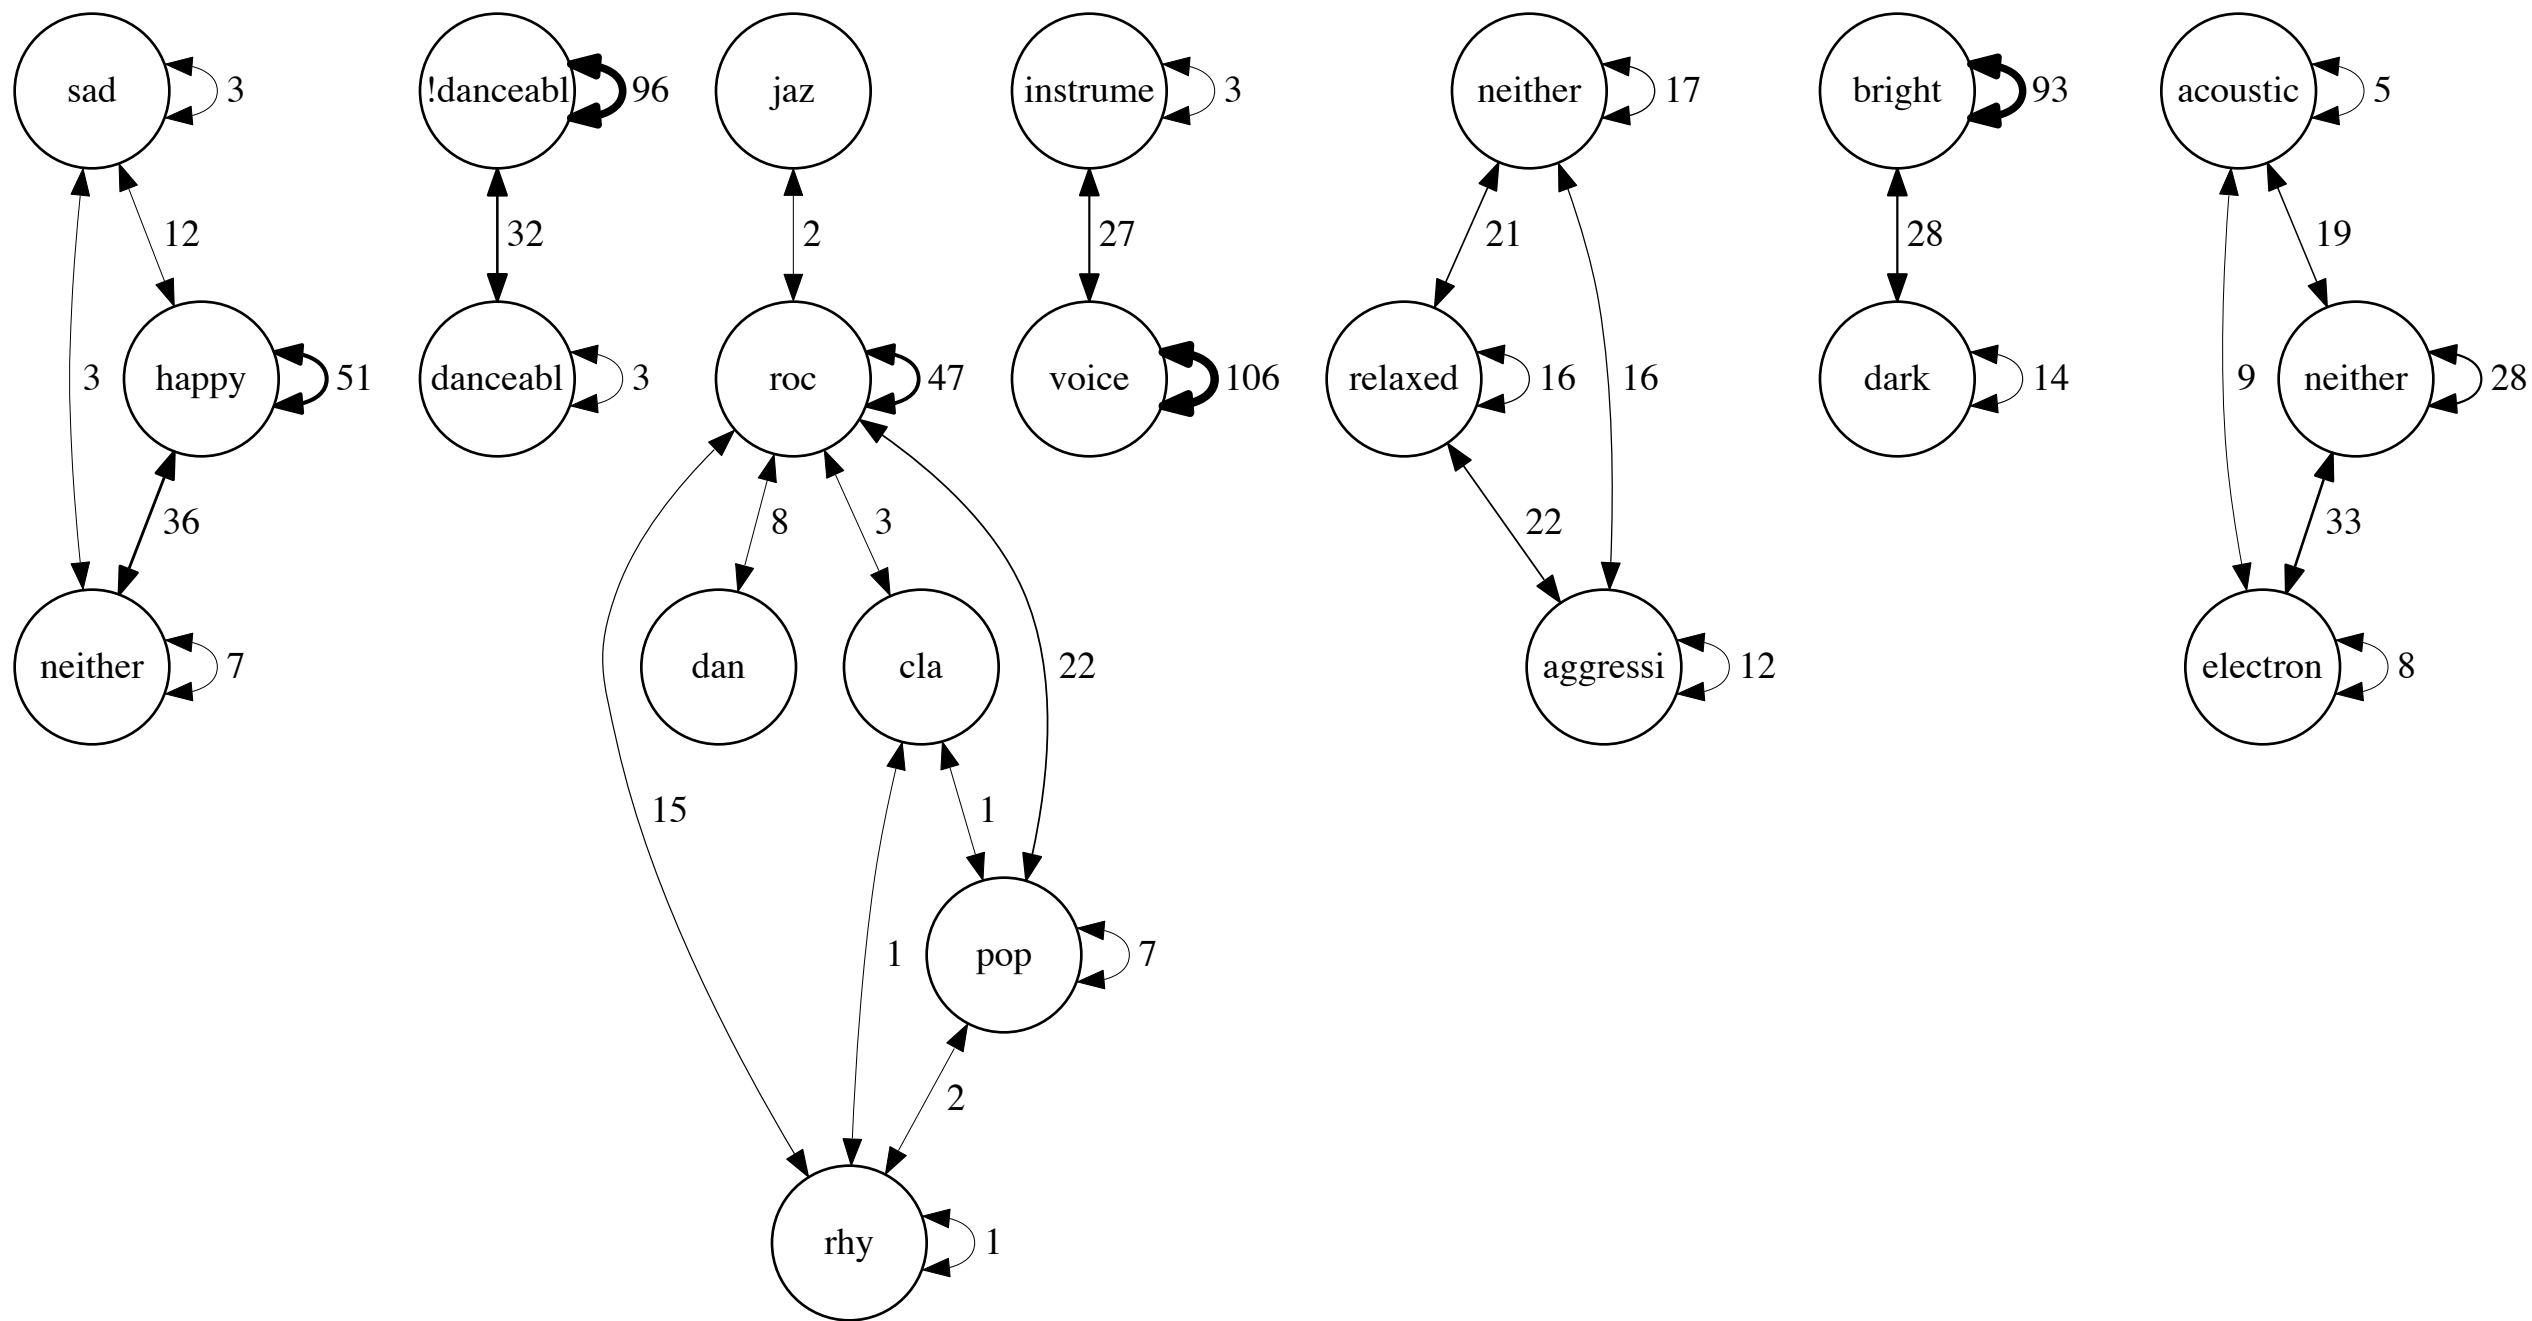 sad
3
!danceabl
96
jaz
instrume
3
neither
17
bright
93
acoustic
5
12
32
2
27
21
28
19
3
happy
51
danceabl
3
roc
47
voice
106
relaxed
16
16
dark
14
9
neither
28
36
8
3
22
33
neither
7
dan
cla
22
aggressi
12
electron
8
15
1
1
pop
7
2
rhy
1